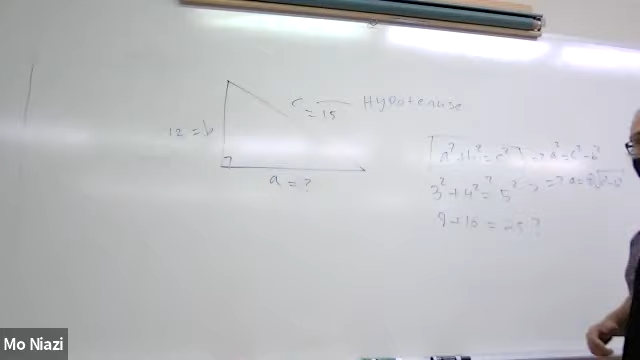 12 = b
c = 15 Hypotenuse
a = ?
a² + b² = c² => a² = c² - b²
3² + 4² = 5² => a = √c² - b²
9 + 16 = 25 ?
Mo Niazi